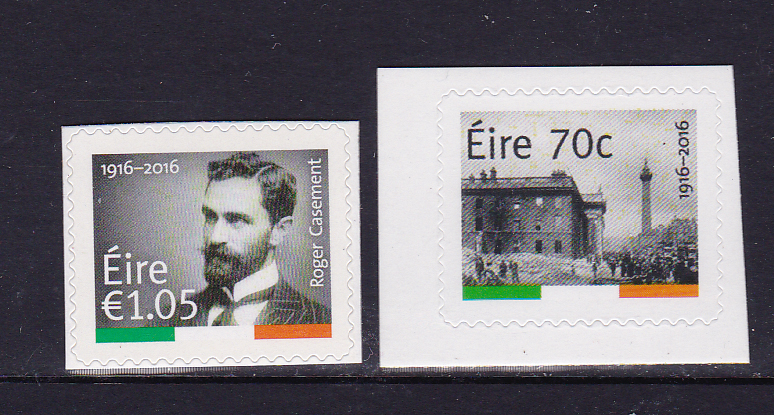 1916–2016
Éire
€1.05
Roger Casement
Éire 70c
1916–2016